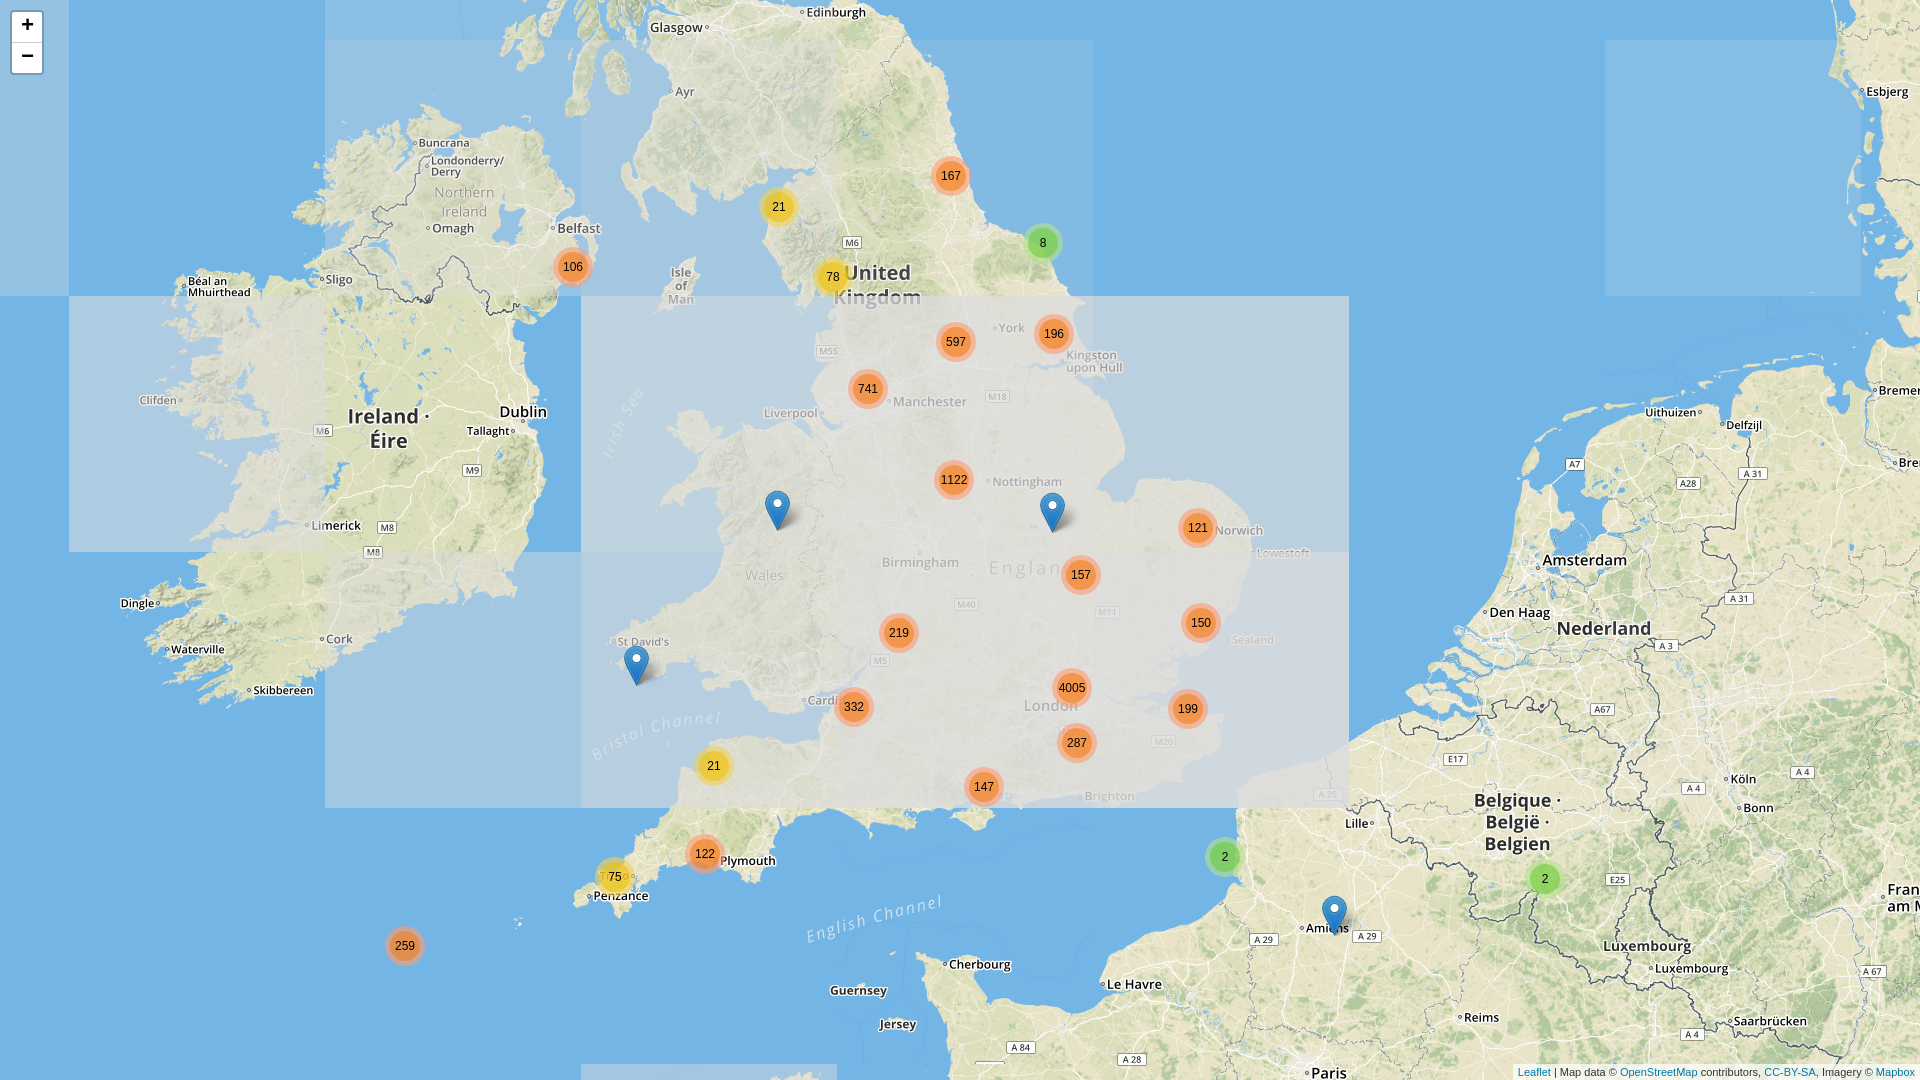 +
−
Glasgow
Edinburgh
Ayr
Esbjerg
Buncrana
Londonderry/
Derry
167
Northern
Ireland
21
Omagh
Belfast
M6
8
106
78
United
Kingdom
Isle
of
Man
Sligo
Béal an
Mhuirthead
York
196
597
M55
Kingston
upon Hull
741
Manchester
M18
Clifden
Irish Sea
Liverpool
Ireland ·
Éire
Dublin
Tallaght
M6
Uithuizen
Delfzijl
Bremer
A7
A 31
Bre
M9
1122
Nottingham
A28
Limerick
M8
121
Norwich
M8
Lowestoft
Birmingham
Englan
157
Wales
Amsterdam
Dingle
M40
M11
A 31
Den Haag
219
150
Nederland
Cork
St David's
Sealand
A 3
Waterville
M5
Skibbereen
4005
Cardi
332
London
199
A67
Bristol Channel
287
M20
E17
21
A 4
Köln
147
Brighton
A 25
A 4
Bonn
Belgique ·
België ·
Belgien
Lille
122
Plymouth
2
75
Penzance
2
E25
Fran
am M
English Channel
259
Amiens
A 29
A 29
Luxembourg
Cherbourg
Luxembourg
A 67
Le Havre
Guernsey
Jersey
Reims
Saarbrücken
A 84
A 28
A 4
Paris
Leaflet | Map data © OpenStreetMap contributors, CC-BY-SA, Imagery © Mapbox